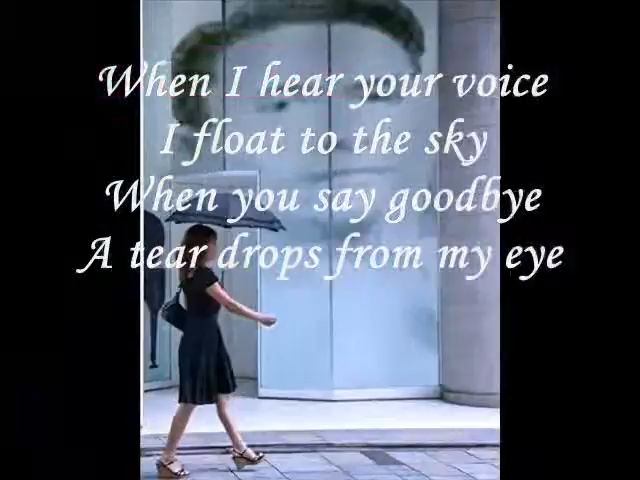 When I hear your voice
I float to the sky
When you say goodbye
A tear drops from my eye